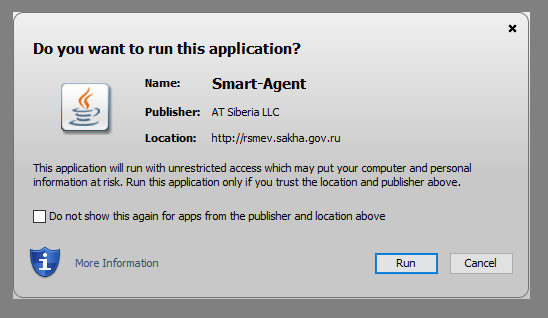 Do you want to run this application?
Name: Smart-Agent
Publisher: AT Siberia LLC
Location: http://rsmev.sakha.gov.ru
This application will run with unrestricted access which may put your computer and personal
information at risk. Run this application only if you trust the location and publisher above.
Do not show this again for apps from the publisher and location above
More Information
Run
Cancel